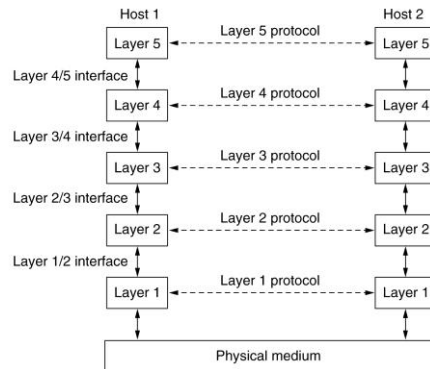 Host 1 Host 2
Layer 5 protocol
Layer 5 Layer 5
Layer 4/5 interface
Layer 4 protocol
Layer 4 Layer 4
Layer 3/4 interface
Layer 3 protocol
Layer 3 Layer 3
Layer 2/3 interface
Layer 2 protocol
Layer 2 Layer 2
Layer 1/2 interface
Layer 1 protocol
Layer 1 Layer 1
Physical medium